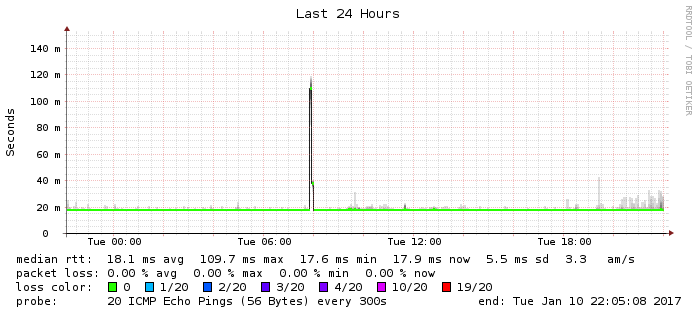 Last 24 Hours
RRDTOOL / TOBI OETIKER
Seconds
140 m
120 m
100 m
80 m
60 m
40 m
20 m
0
Tue 00:00 Tue 06:00 Tue 12:00 Tue 18:00
median rtt: 18.1 ms avg 109.7 ms max 17.6 ms min 17.9 ms now 5.5 ms sd 3.3 am/s
packet loss: 0.00 % avg 0.00 % max 0.00 % min 0.00 % now
loss color: 0 1/20 2/20 3/20 4/20 10/20 19/20
probe: 20 ICMP Echo Pings (56 Bytes) every 300s end: Tue Jan 10 22:05:08 2017